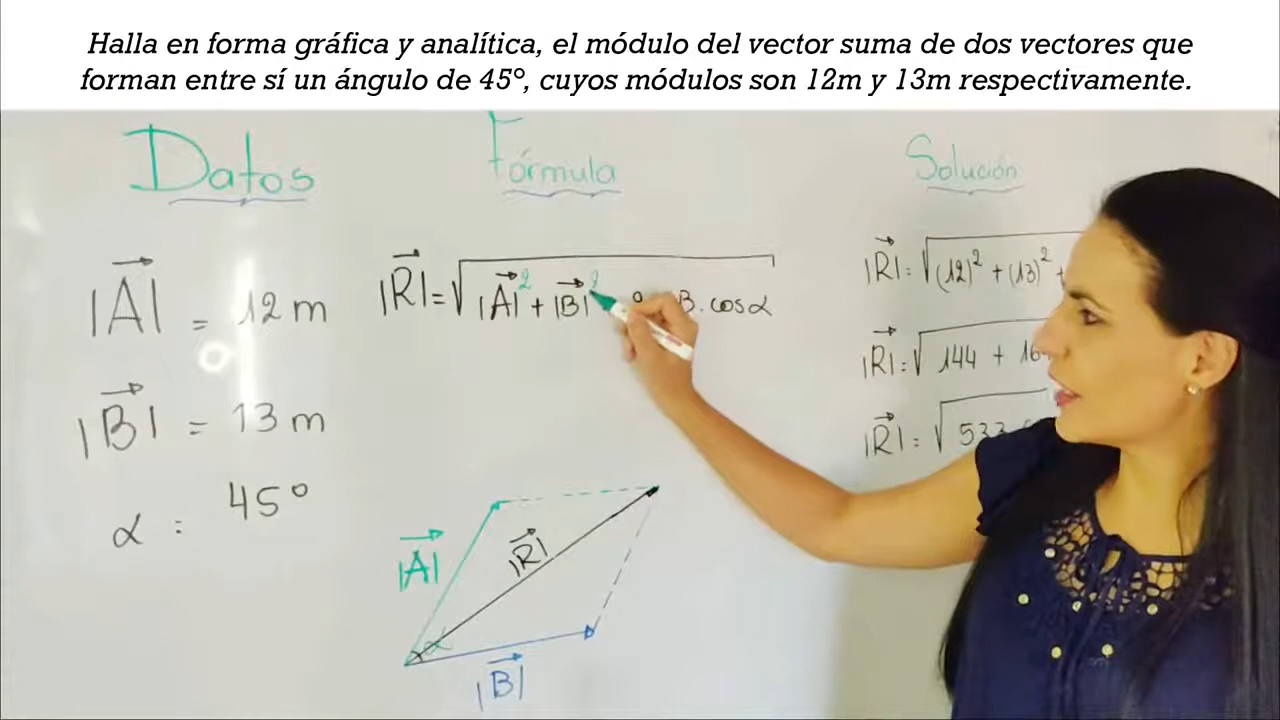 Halla en forma gráfica y analítica, el módulo del vector suma de dos vectores que
forman entre sí un ángulo de 45°, cuyos módulos son 12m y 13m respectivamente.
Datos
|A| = 12 m
|B| = 13 m
α = 45°
Fórmula
|R| = √|A|² + |B|² B. cosα
|A|
|R|
α
|B|
Solución
|R| = √(12)² + (13)² +
|R| = √144 +
|R| = √533